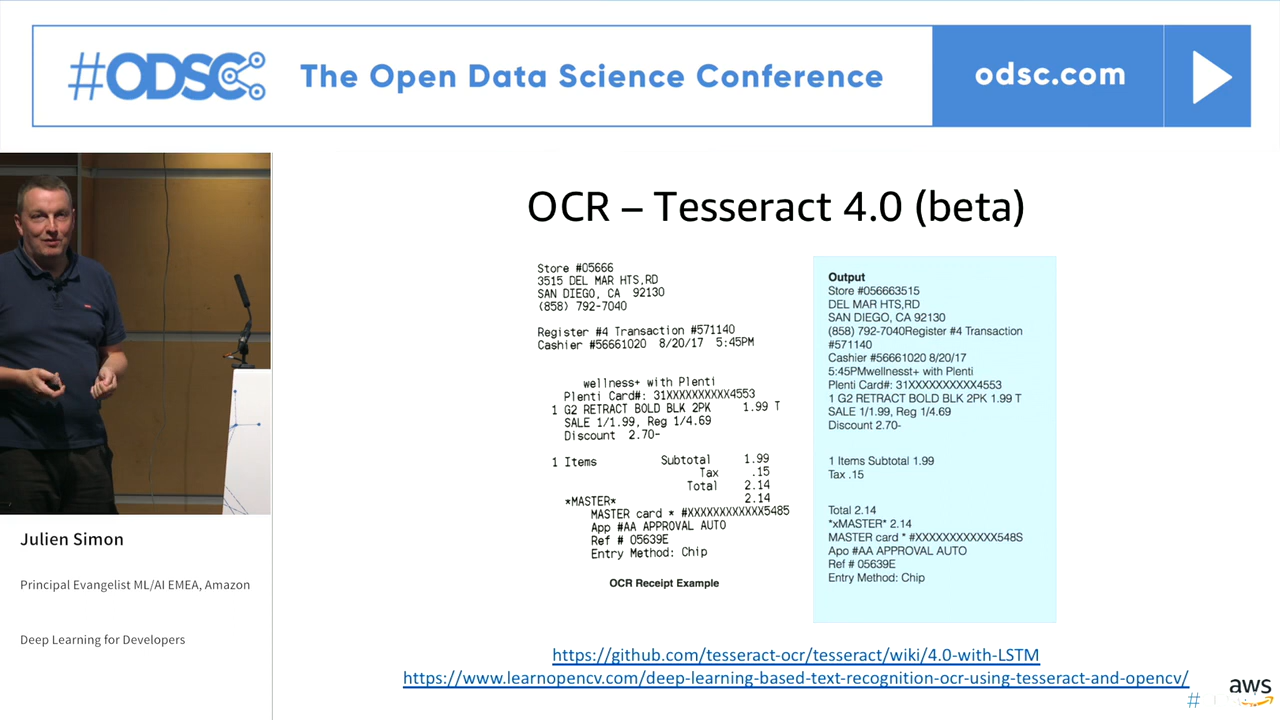 #ODSC
The Open Data Science Conference
odsc.com
OCR – Tesseract 4.0 (beta)
Store #05666
3515 DEL MAR HTS,RD
SAN DIEGO, CA 92130
(858) 792-7040
Register #4 Transaction #571140
Cashier #56661020 8/20/17 5:45PM
wellness+ with Plenti
Plenti Card#: 31XXXXXXXXXX4553
1 G2 RETRACT BOLD BLK 2PK 1.99 T
SALE 1/1.99, Reg 1/4.69
Discount 2.70-
1 Items Subtotal 1.99
Tax .15
Total 2.14
*MASTER* 2.14
MASTER card * #XXXXXXXXXXXX5485
App #AA APPROVAL AUTO
Ref # 05639E
Entry Method: Chip
OCR Receipt Example
Output
Store #056663515
DEL MAR HTS,RD
SAN DIEGO, CA 92130
(858) 792-7040Register #4 Transaction
#571140
Cashier #56661020 8/20/17
5:45PMwellnesst+ with Plenti
Plenti Card#: 31XXXXXXXXXX4553
1 G2 RETRACT BOLD BLK 2PK 1.99 T
SALE 1/1.99, Reg 1/4.69
Discount 2.70-
1 Items Subtotal 1.99
Tax .15
Total 2.14
*xMASTER* 2.14
MASTER card * #XXXXXXXXXXXX548S
Apo #AA APPROVAL AUTO
Ref # 05639E
Entry Method: Chip
https://github.com/tesseract-ocr/tesseract/wiki/4.0-with-LSTM
https://www.learnopencv.com/deep-learning-based-text-recognition-ocr-using-tesseract-and-opencv/
Julien Simon
Principal Evangelist ML/AI EMEA, Amazon
Deep Learning for Developers
#
aws